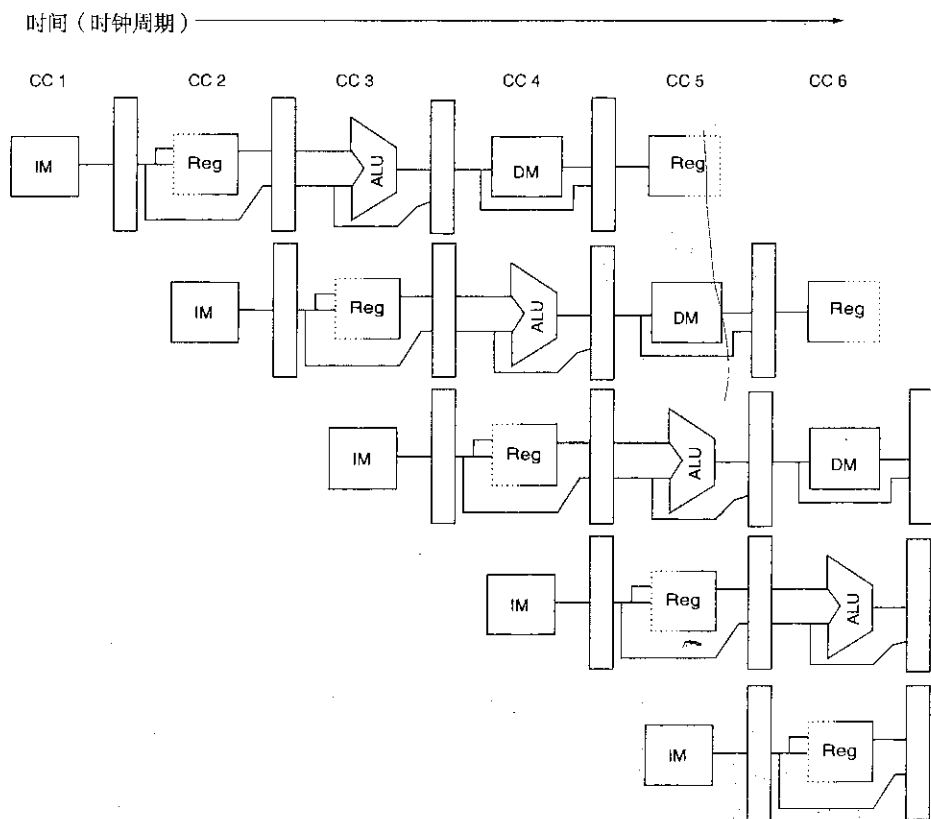 时间（时钟周期）
CC 1 CC 2 CC 3 CC 4 CC 5 CC 6
IM Reg ALU DM Reg
IM Reg ALU DM Reg
IM Reg ALU DM
IM Reg ALU
IM Reg